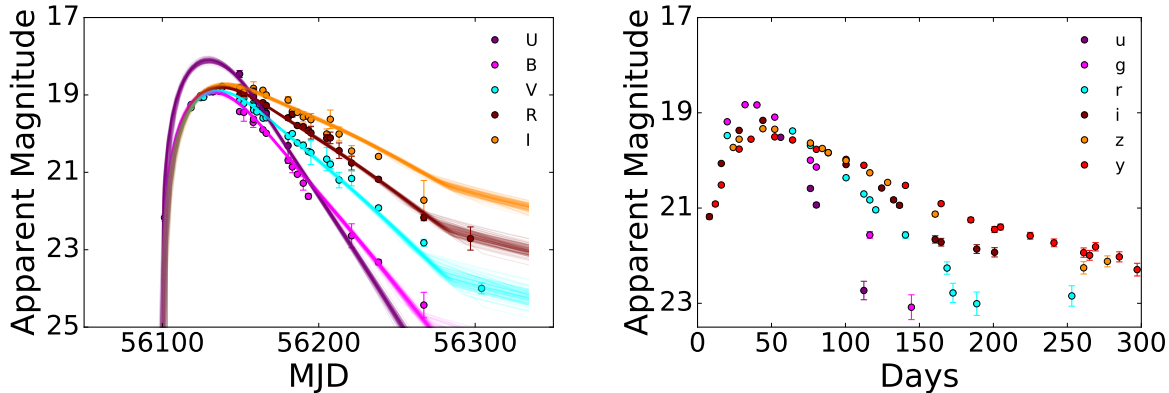 17
19
21
23
25
Apparent Magnitude
56100
56200
56300
MJD
U
B
V
R
I
17
19
21
23
Apparent Magnitude
0
50
100
150
200
250
300
Days
u
g
r
i
z
y